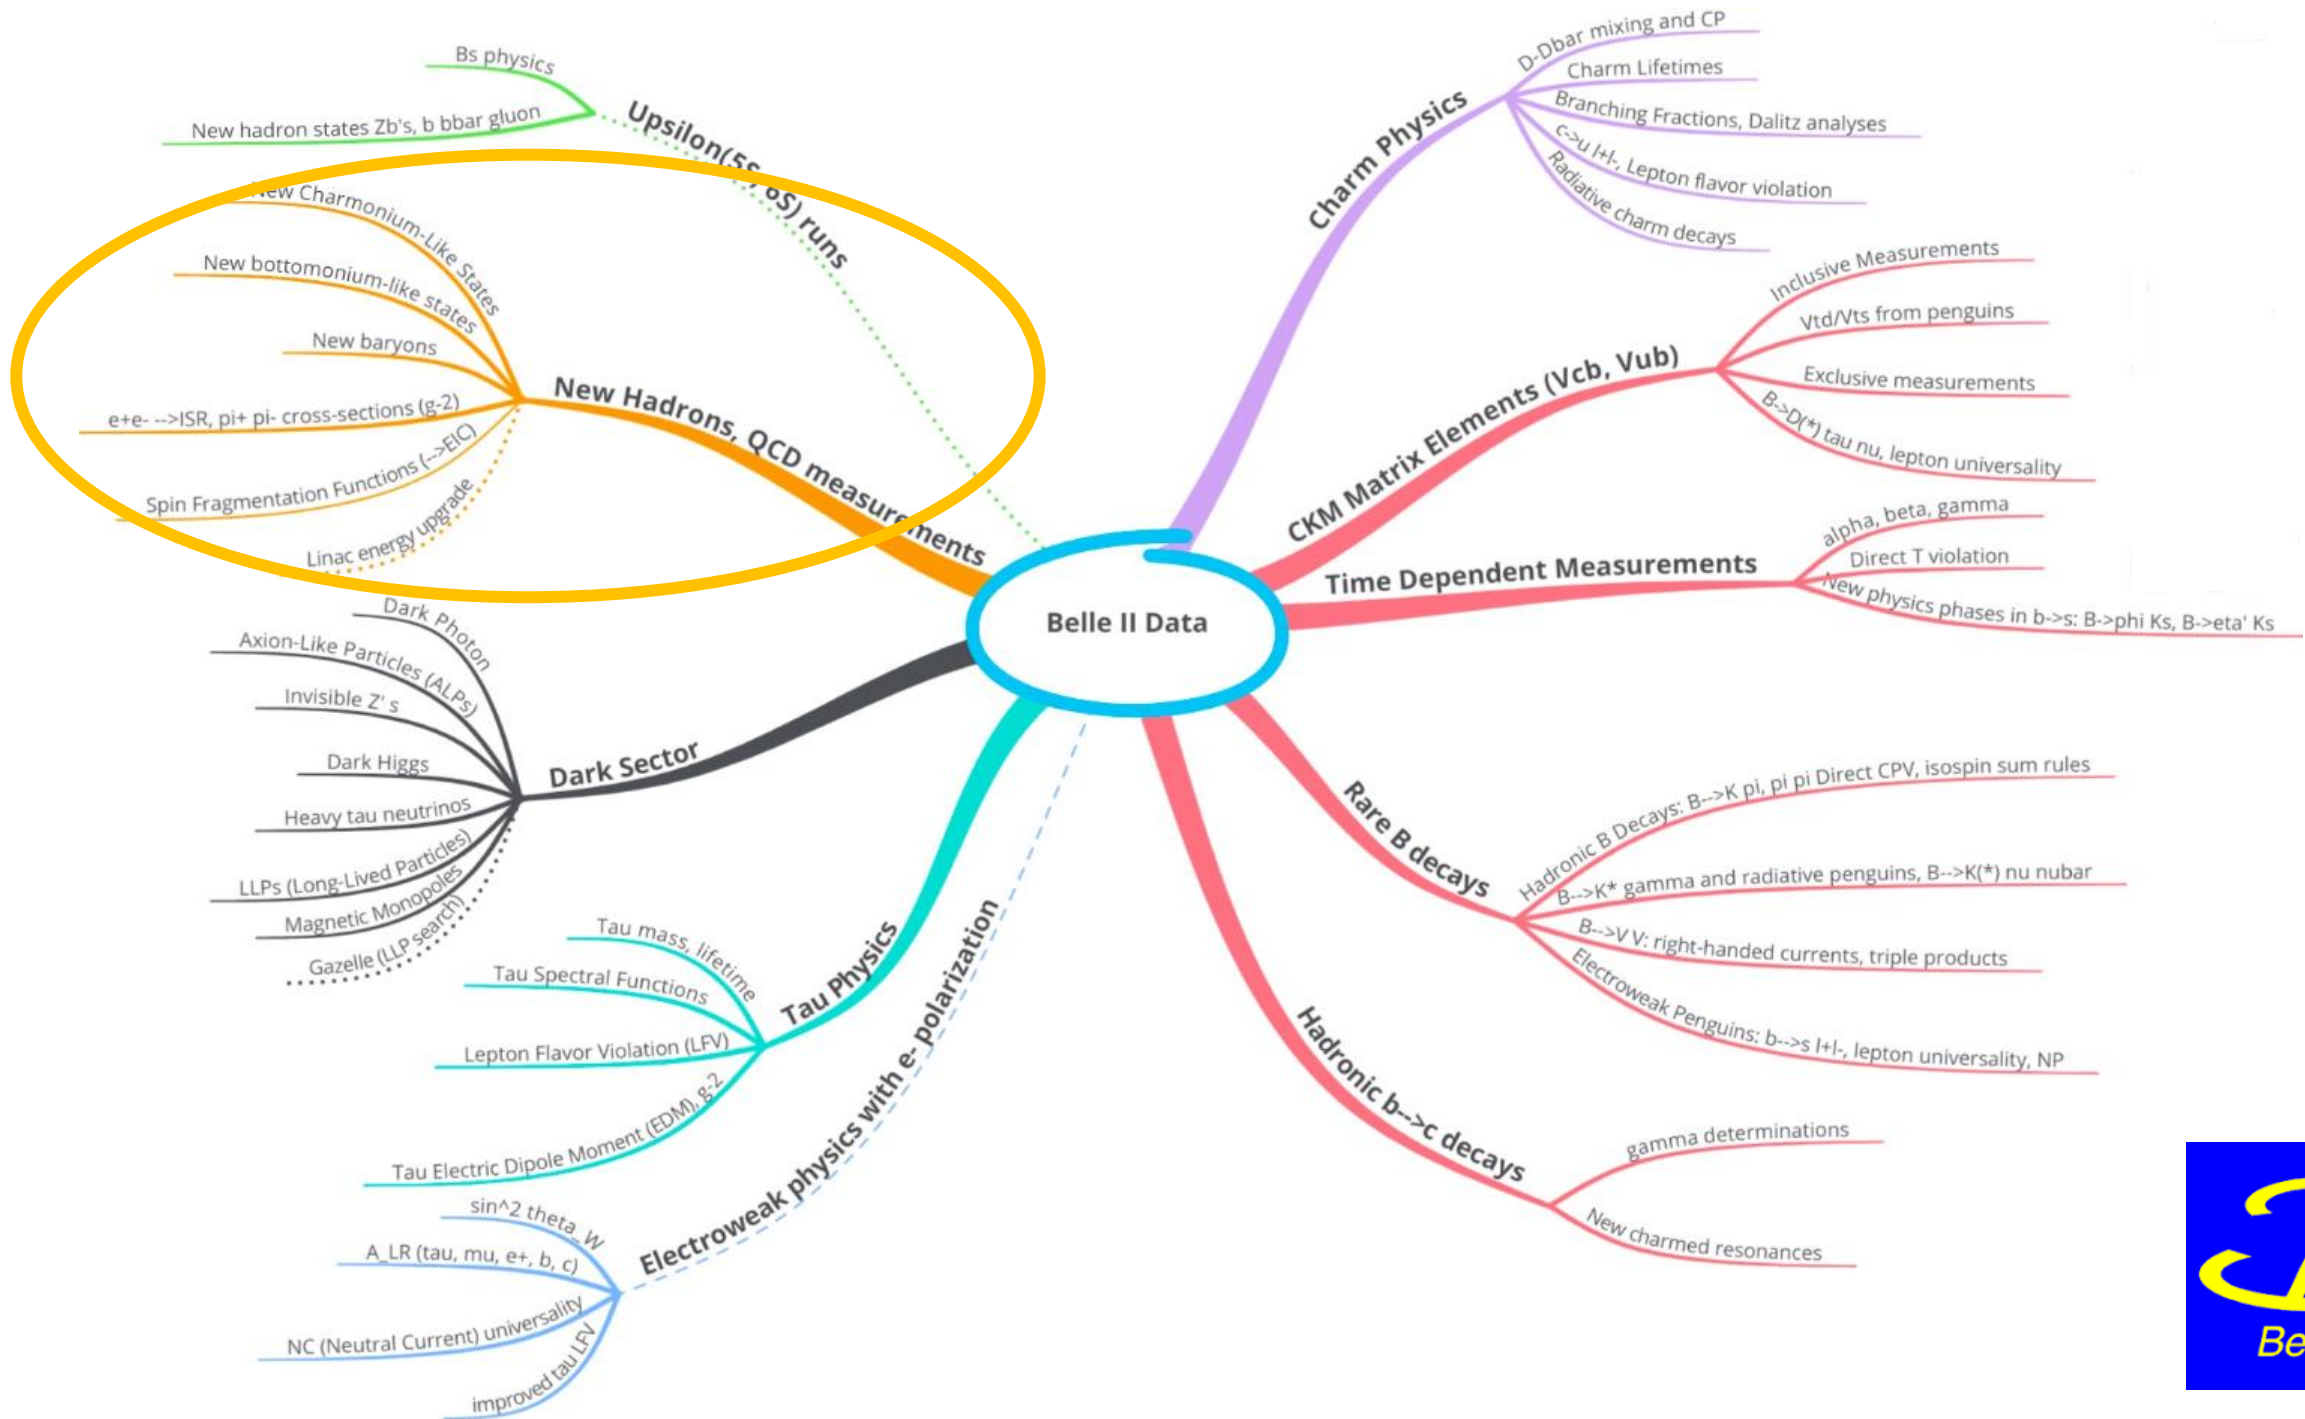 Bs physics
New hadron states Zb's, b bbar gluon
Upsilon(5S, 6S) runs
New Charmonium-Like States
New bottomonium-like states
New baryons
e+e- -->ISR, pi+ pi- cross-sections (g-2)
Spin Fragmentation Functions (-->EIC)
Linac energy upgrade
New Hadrons, QCD measurements
Dark Photon
Axion-Like Particles (ALPs)
Invisible Z' s
Dark Higgs
Heavy tau neutrinos
LLPs (Long-Lived Particles)
Magnetic Monopoles
Gazelle (LLP search)
Dark Sector
Tau mass, lifetime
Tau Spectral Functions
Lepton Flavor Violation (LFV)
Tau Electric Dipole Moment (EDM), g-2
Tau Physics
sin^2 theta_W
A_LR (tau, mu, e+, b, c)
NC (Neutral Current) universality
improved tau LFV
Electroweak physics with e- polarization
Belle II Data
Charm Physics
D-Dbar mixing and CP
Charm Lifetimes
Branching Fractions, Dalitz analyses
c->u l+l-, Lepton flavor violation
Radiative charm decays
CKM Matrix Elements (Vcb, Vub)
Inclusive Measurements
Vtd/Vts from penguins
Exclusive measurements
B->D(*) tau nu, lepton universality
Time Dependent Measurements
alpha, beta, gamma
Direct T violation
New physics phases in b->s: B->phi Ks, B->eta' Ks
Rare B decays
Hadronic B Decays: B-->K pi, pi pi Direct CPV, isospin sum rules
B-->K* gamma and radiative penguins, B-->K(*) nu nubar
B-->V V: right-handed currents, triple products
Electroweak Penguins: b-->s l+l-, lepton universality, NP
Hadronic b-->c decays
gamma determinations
New charmed resonances
Be